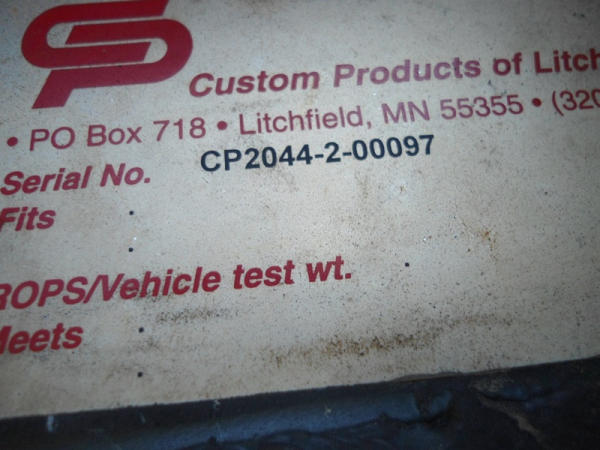 CP
Custom Products of Litch
• PO Box 718 • Litchfield, MN 55355 • (320
Serial No. CP2044-2-00097
Fits
ROPS/Vehicle test wt.
Meets